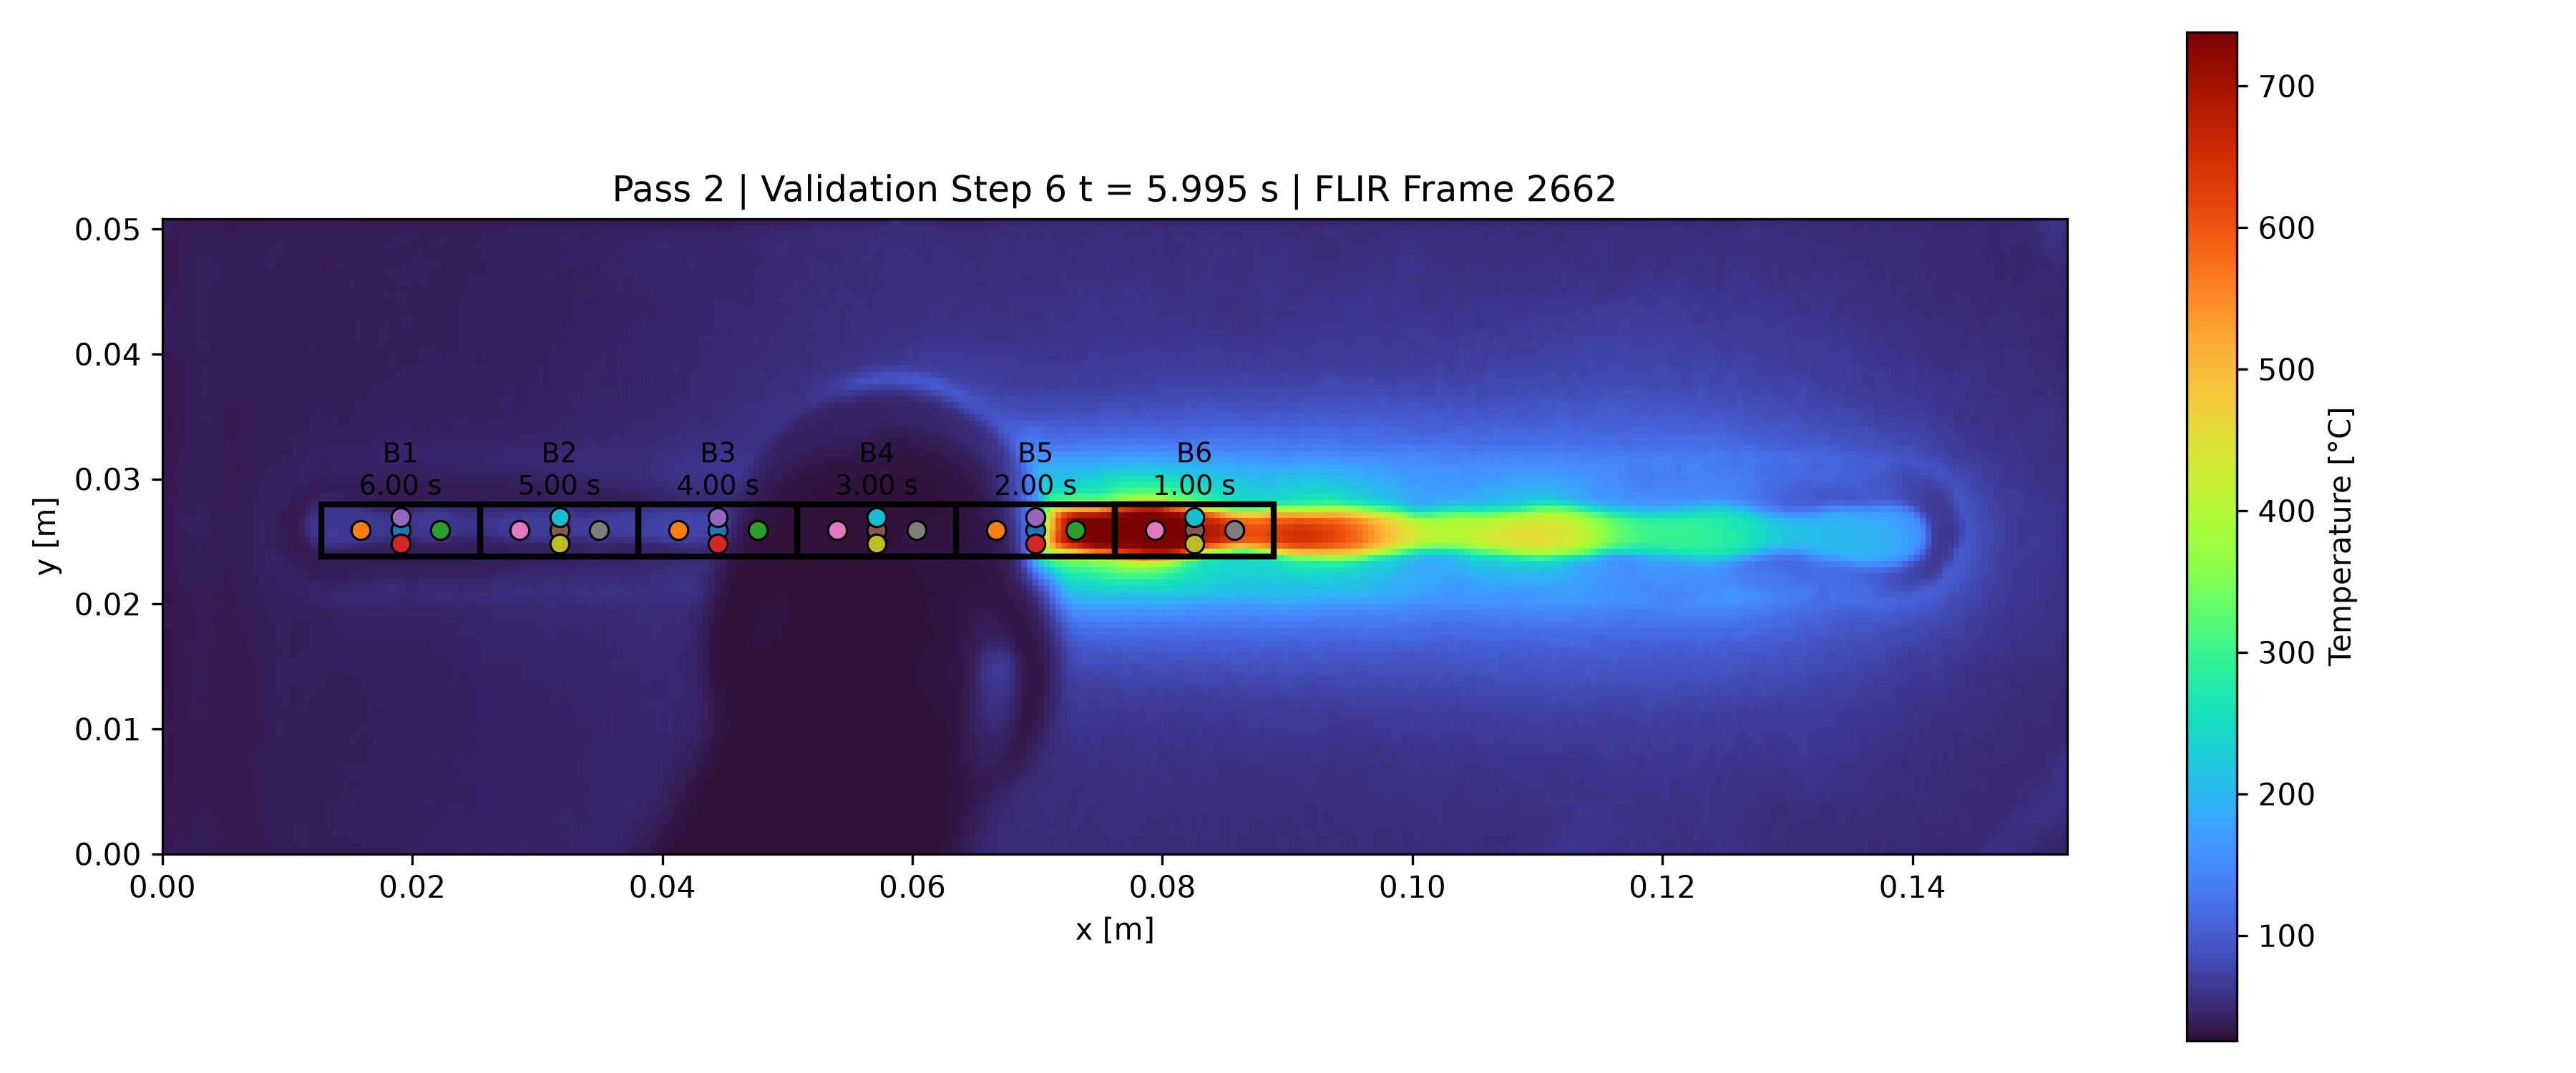 Pass 2 | Validation Step 6 t = 5.995 s | FLIR Frame 2662
0.05
0.04
0.03
0.02
0.01
0.00
y [m]
B1 B2 B3 B4 B5 B6
6.00 s 5.00 s 4.00 s 3.00 s 2.00 s 1.00 s
0.00 0.02 0.04 0.06 0.08 0.10 0.12 0.14
x [m]
700
600
500
400
300
200
100
Temperature [°C]